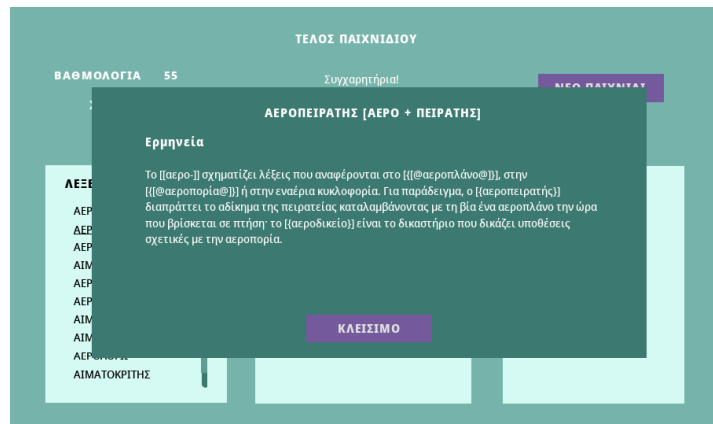 ΤΕΛΟΣ ΠΑΙΧΝΙΔΙΟΥ
ΒΑΘΜΟΛΟΓΙΑ 55
Συγχαρητήρια!
ΝΕΟ ΠΑΙΧΝΙΔΙ
ΑΕΡΟΠΕΙΡΑΤΗΣ [ΑΕΡΟ + ΠΕΙΡΑΤΗΣ]
Ερμηνεία
Το [[αερο-]] σχηματίζει λέξεις που αναφέρονται στο [{[@αεροπλάνο@]}], στην
[{[@αεροπορία@]}] ή στην εναέρια κυκλοφορία. Για παράδειγμα, ο [{αεροπειρατής}]
διαπράττει το αδίκημα της πειρατείας καταλαμβάνοντας με τη βία ένα αεροπλάνο την ώρα
που βρίσκεται σε πτήση· το [{αεροδικείο}] είναι το δικαστήριο που δικάζει υποθέσεις
σχετικές με την αεροπορία.
ΚΛΕΙΣΙΜΟ
ΑΙΜΑΤΟΚΡΙΤΗΣ